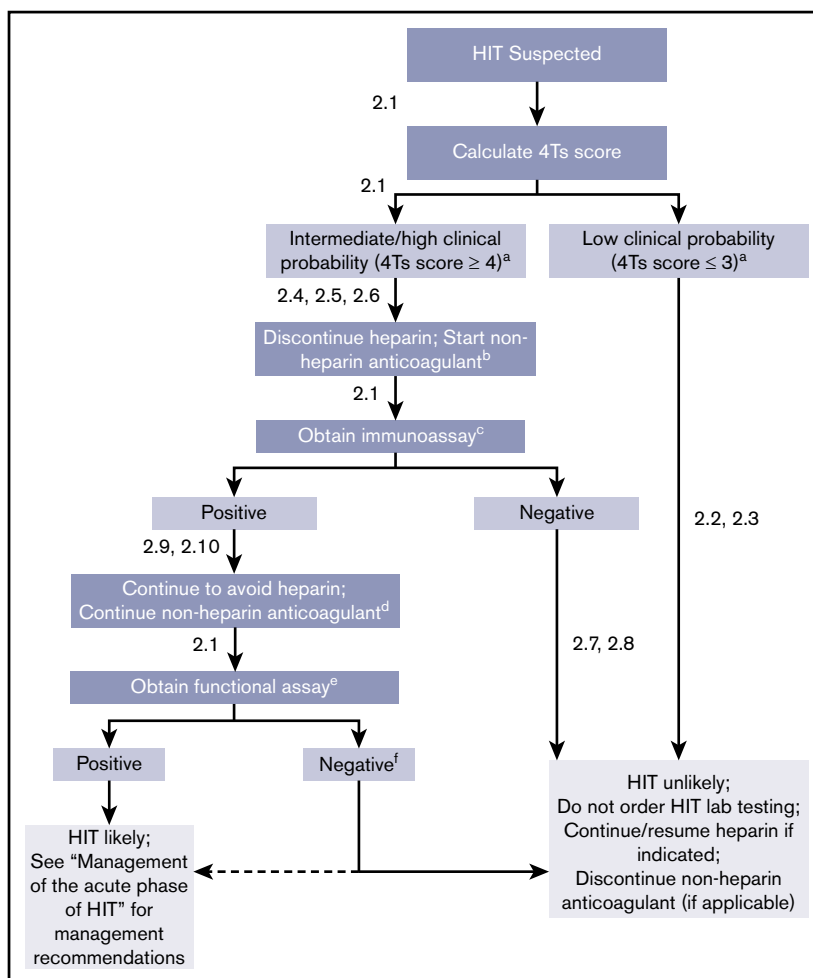 HIT Suspected
2.1
Calculate 4Ts score
2.1
Intermediate/high clinical
probability (4Ts score ≥ 4)a
Low clinical probability
(4Ts score ≤ 3)a
2.4, 2.5, 2.6
Discontinue heparin; Start non-
heparin anticoagulantb
2.1
Obtain immunoassayc
Positive
Negative
2.2, 2.3
2.9, 2.10
Continue to avoid heparin;
Continue non-heparin anticoagulantd
2.1
2.7, 2.8
Obtain functional assaye
Positive
Negativef
HIT likely;
See “Management
of the acute phase
of HIT” for
management
recommendations
HIT unlikely;
Do not order HIT lab testing;
Continue/resume heparin if
indicated;
Discontinue non-heparin
anticoagulant (if applicable)